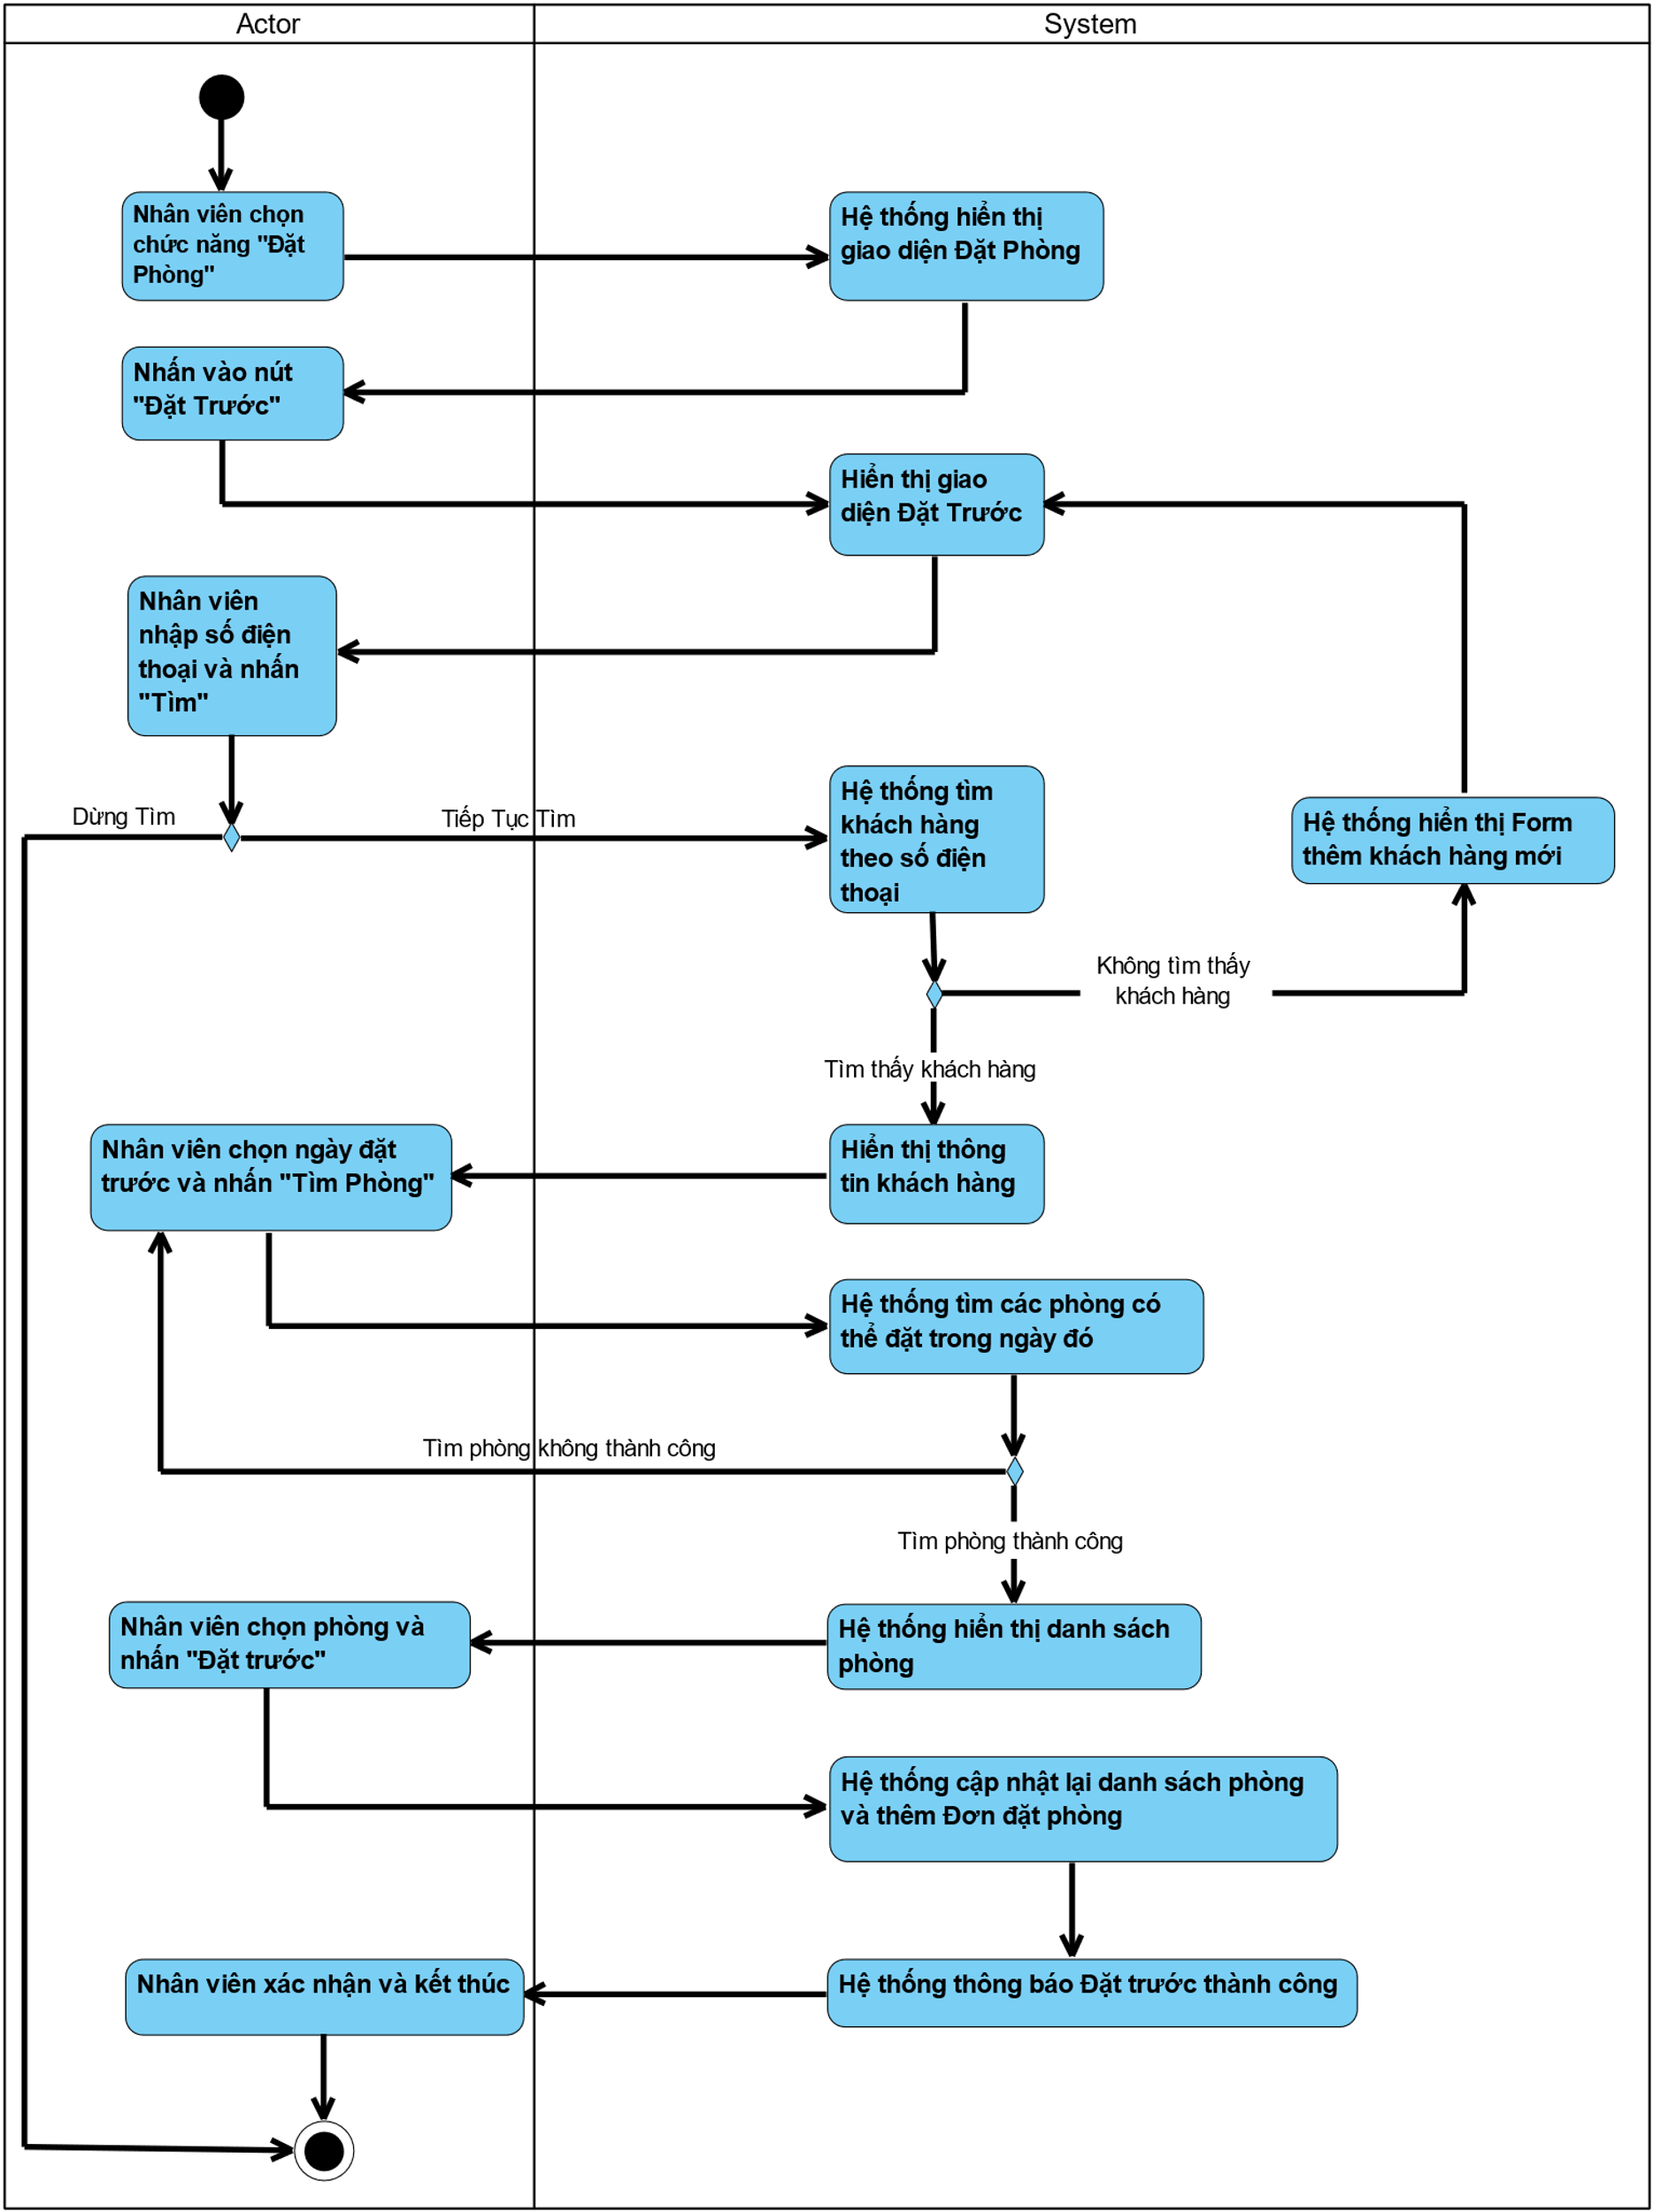 Actor
System
Nhân viên chọn
chức năng "Đặt
Phòng"
Hệ thống hiển thị
giao diện Đặt Phòng
Nhấn vào nút
"Đặt Trước"
Hiển thị giao
diện Đặt Trước
Nhân viên
nhập số điện
thoại và nhấn
"Tìm"
Dừng Tìm
Tiếp Tục Tìm
Hệ thống tìm
khách hàng
theo số điện
thoại
Hệ thống hiển thị Form
thêm khách hàng mới
Không tìm thấy
khách hàng
Tìm thấy khách hàng
Nhân viên chọn ngày đặt
trước và nhấn "Tìm Phòng"
Hiển thị thông
tin khách hàng
Hệ thống tìm các phòng có
thể đặt trong ngày đó
Tìm phòng không thành công
Tìm phòng thành công
Nhân viên chọn phòng và
nhấn "Đặt trước"
Hệ thống hiển thị danh sách
phòng
Hệ thống cập nhật lại danh sách phòng
và thêm Đơn đặt phòng
Nhân viên xác nhận và kết thúc
Hệ thống thông báo Đặt trước thành công